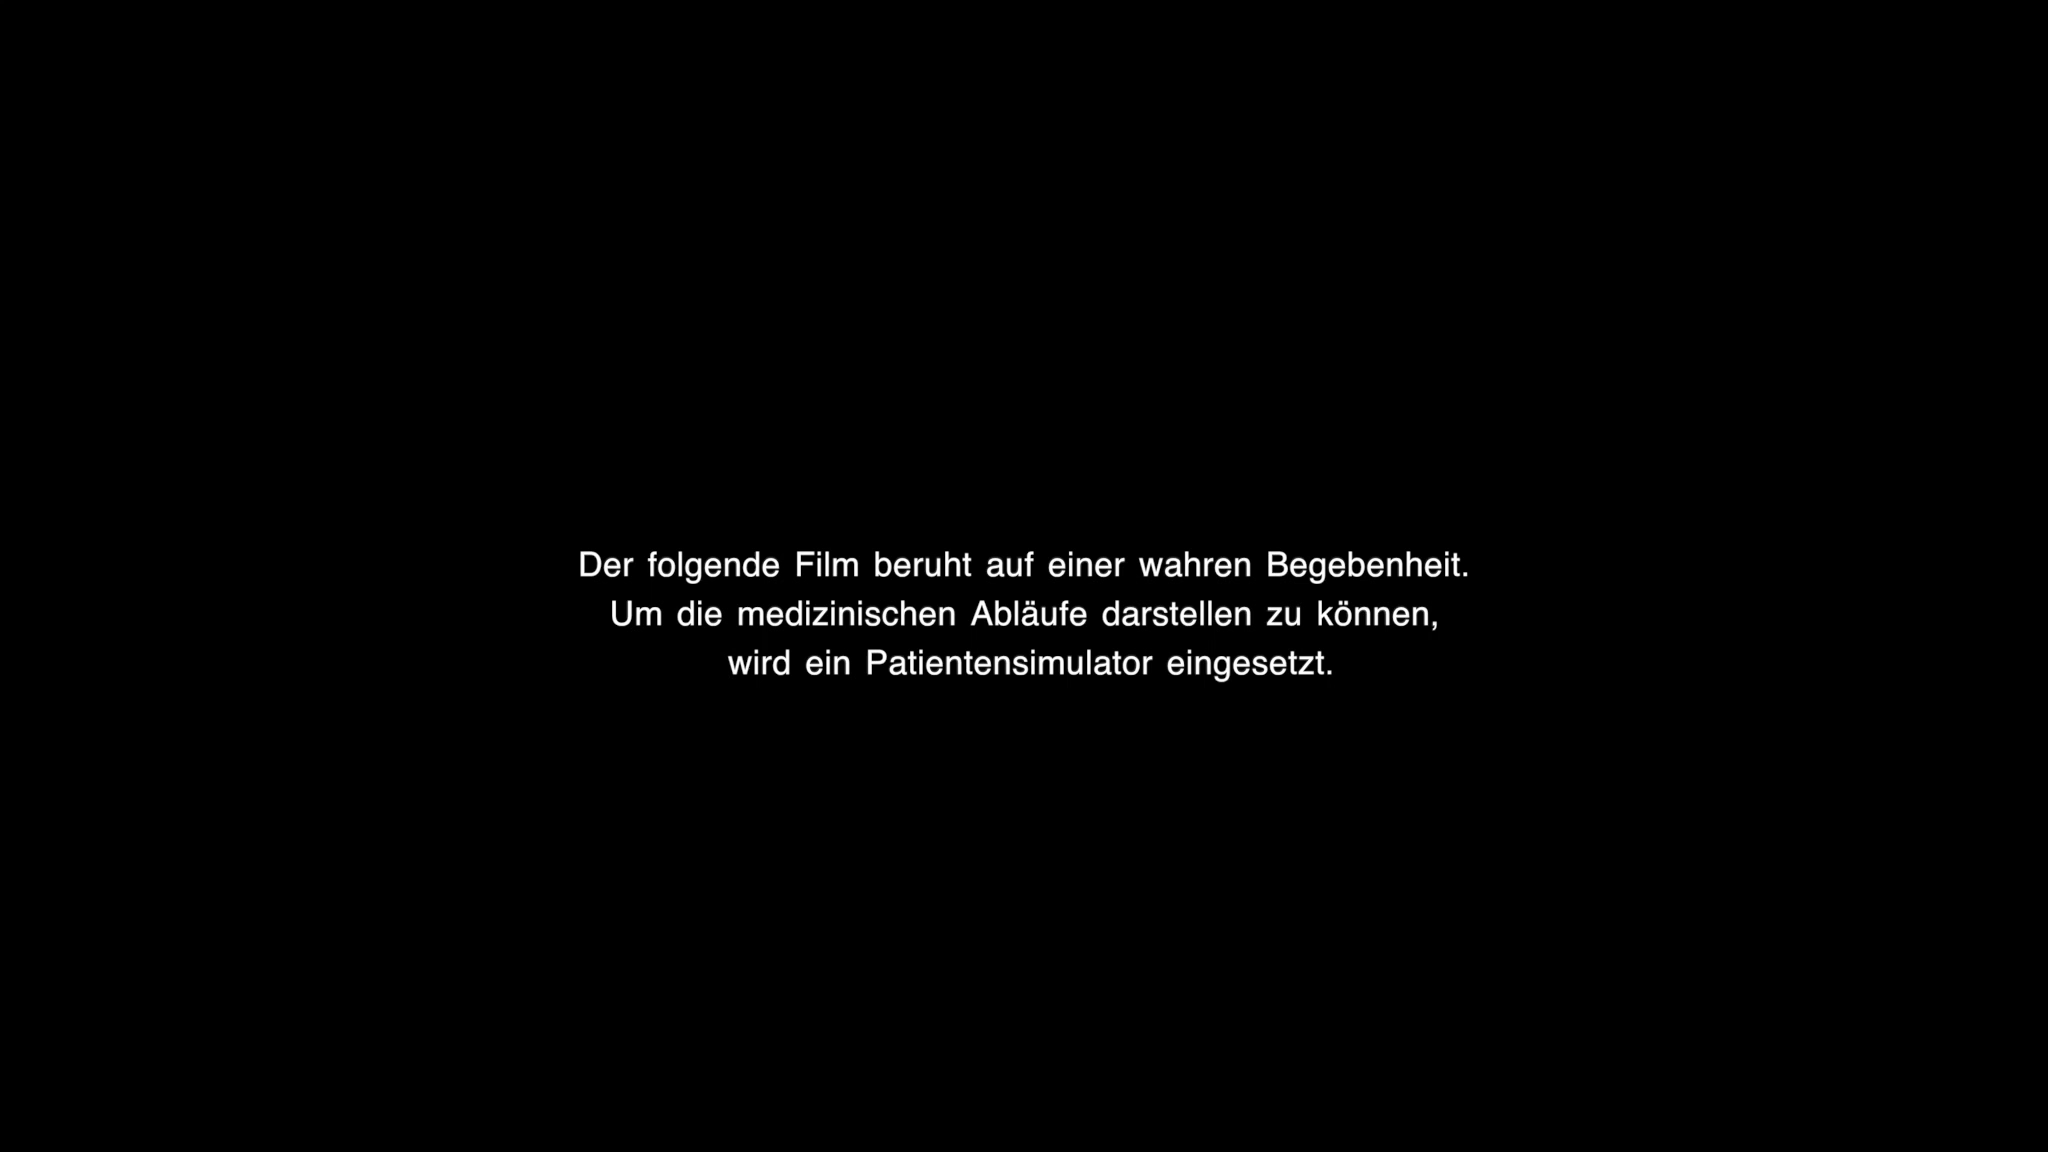 Der folgende Film beruht auf einer wahren Begebenheit.
Um die medizinischen Abläufe darstellen zu können,
wird ein Patientensimulator eingesetzt.